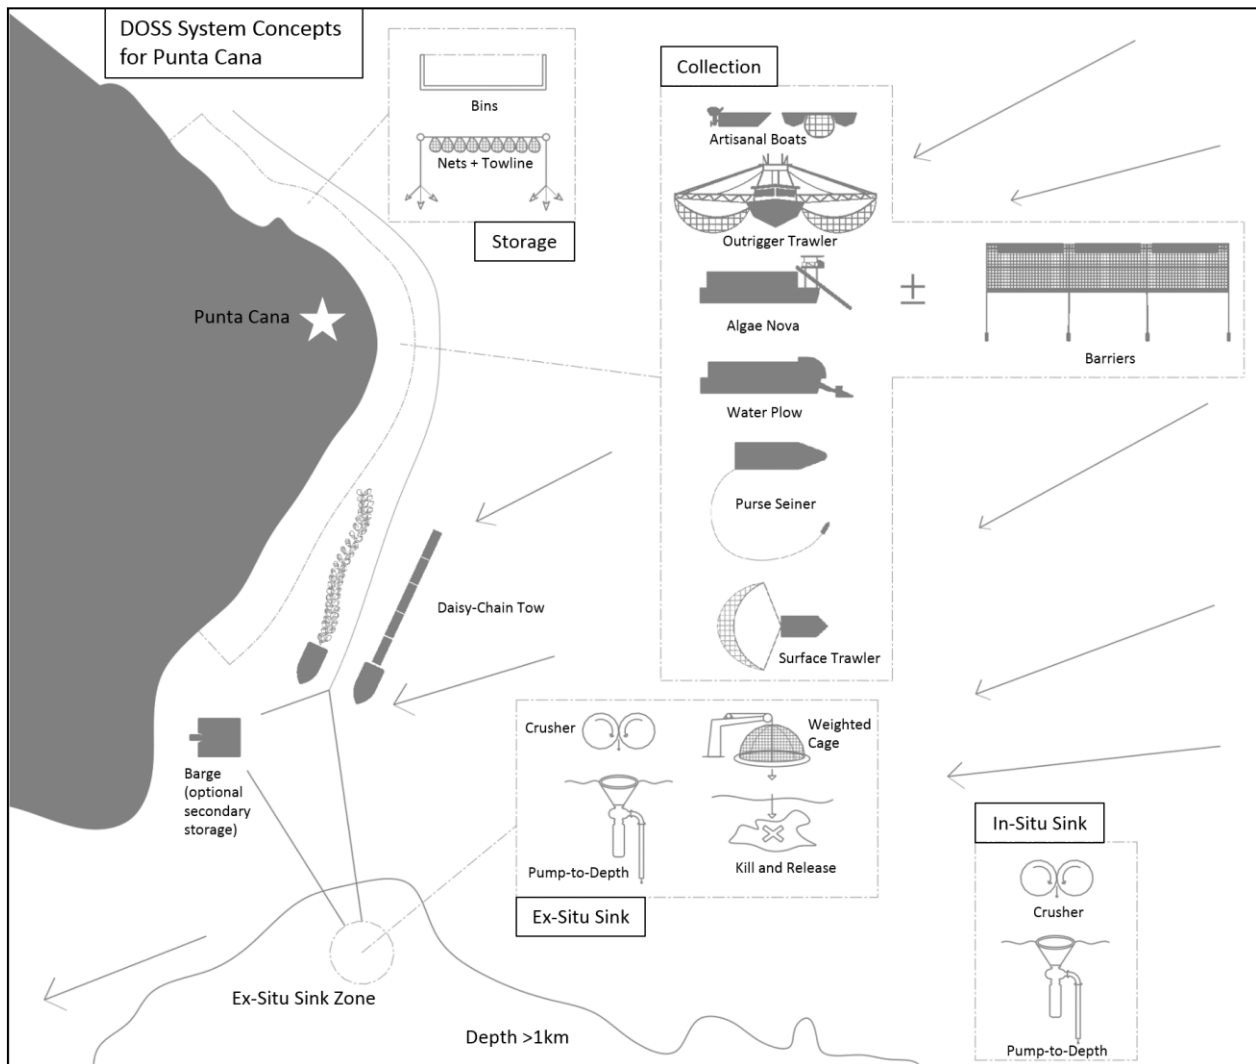 DOSS System Concepts
for Punta Cana
Bins
Nets + Towline
Storage
Collection
Artisanal Boats
Outrigger Trawler
Algae Nova
±
Barriers
Water Plow
Purse Seiner
Surface Trawler
Punta Cana
Daisy-Chain Tow
Barge
(optional
secondary
storage)
Crusher
Weighted
Cage
Pump-to-Depth
Kill and Release
Ex-Situ Sink
In-Situ Sink
Crusher
Pump-to-Depth
Ex-Situ Sink Zone
Depth >1km